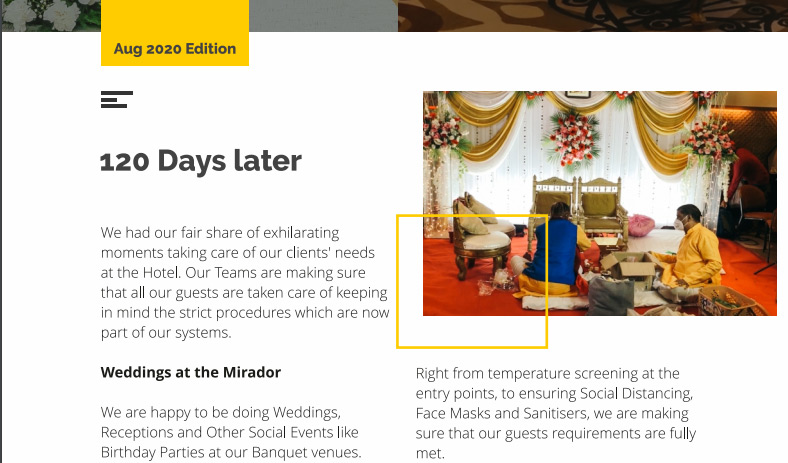 Aug 2020 Edition
120 Days later
We had our fair share of exhilarating
moments taking care of our clients' needs
at the Hotel. Our Teams are making sure
that all our guests are taken care of keeping
in mind the strict procedures which are now
part of our systems.
Weddings at the Mirador
We are happy to be doing Weddings,
Receptions and Other Social Events like
Birthday Parties at our Banquet venues.
Right from temperature screening at the
entry points, to ensuring Social Distancing,
Face Masks and Sanitisers, we are making
sure that our guests requirements are fully
met.